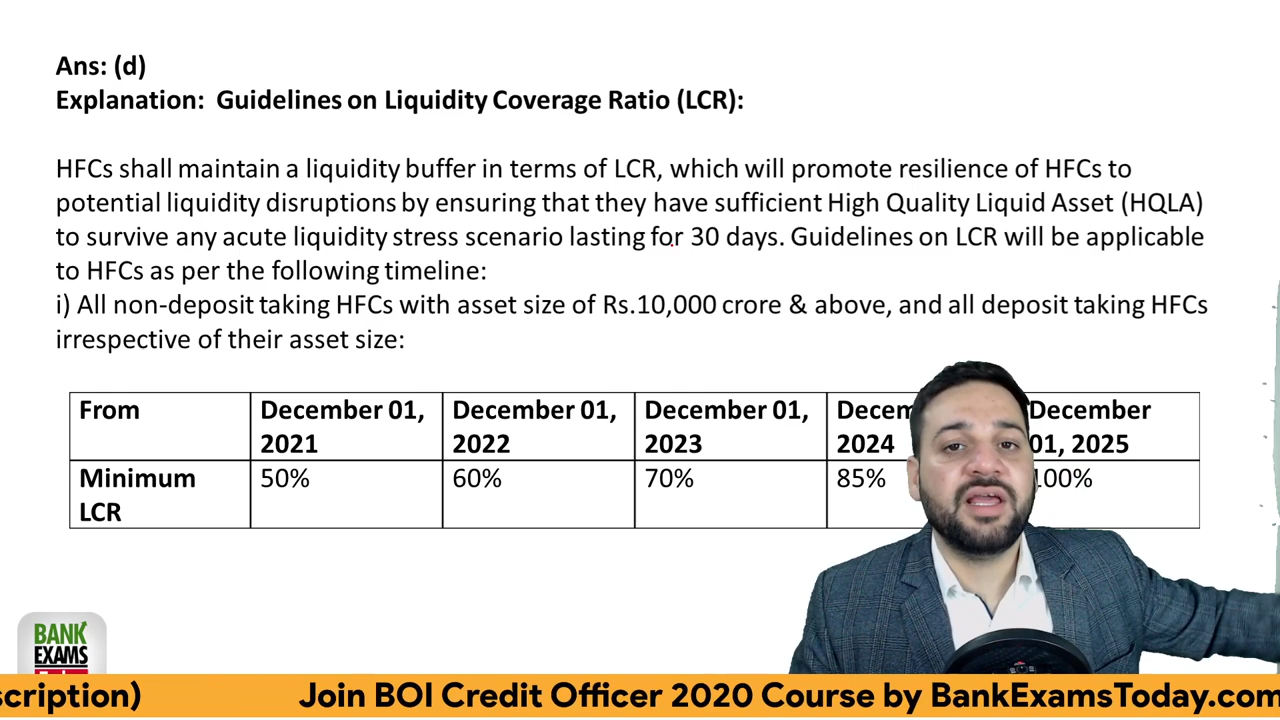 Ans: (d)
Explanation: Guidelines on Liquidity Coverage Ratio (LCR):
HFCs shall maintain a liquidity buffer in terms of LCR, which will promote resilience of HFCs to
potential liquidity disruptions by ensuring that they have sufficient High Quality Liquid Asset (HQLA)
to survive any acute liquidity stress scenario lasting for 30 days. Guidelines on LCR will be applicable
to HFCs as per the following timeline:
i) All non-deposit taking HFCs with asset size of Rs.10,000 crore & above, and all deposit taking HFCs
irrespective of their asset size:
From December 01, December 01, December 01, December
2021 2022 2023 2024 01, 2025
Minimum 50% 60% 70% 85% 100%
LCR
BANK
EXAMS
Join BOI Credit Officer 2020 Course by BankExamsToday.com